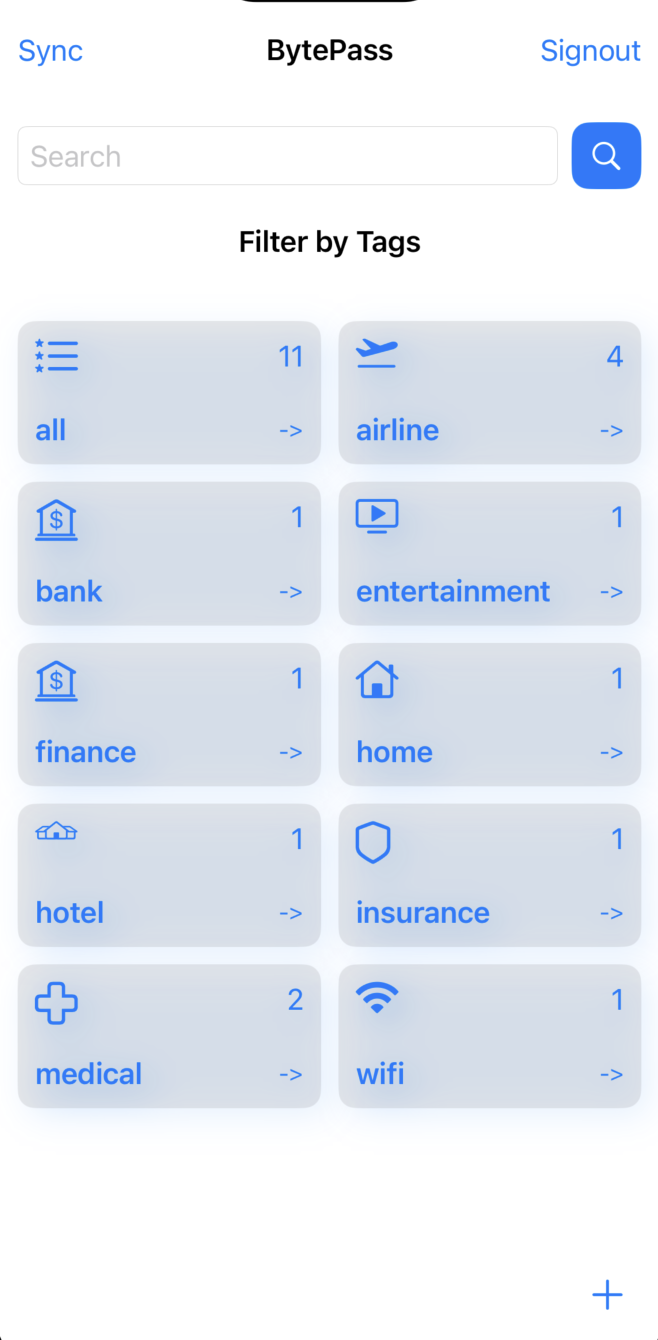 Sync BytePass Signout
Search
Filter by Tags
11
all ->
4
airline ->
$ 1
bank ->
1
entertainment ->
$ 1
finance ->
1
home ->
1
hotel ->
1
insurance ->
2
medical ->
1
wifi ->
+